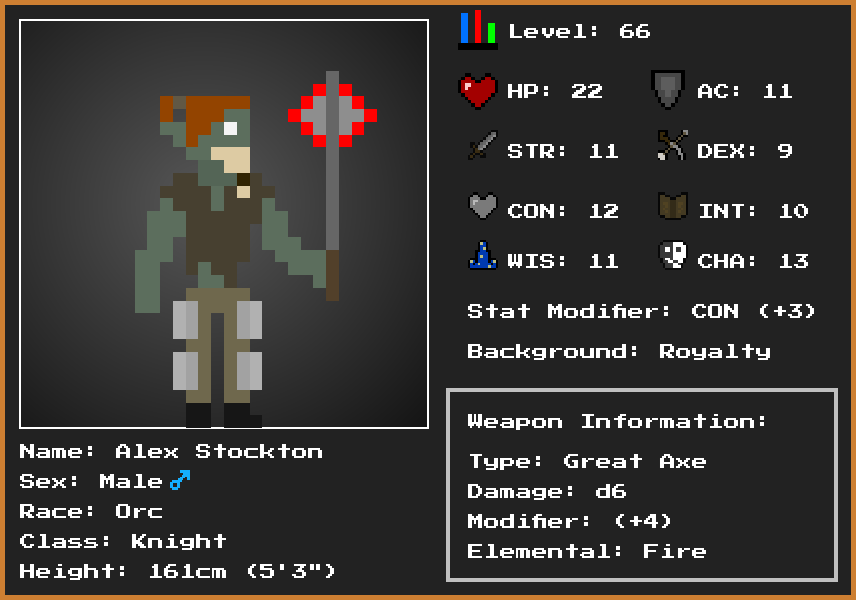 Level: 66
HP: 22
AC: 11
STR: 11
DEX: 9
CON: 12
INT: 10
WIS: 11
CHA: 13
Stat Modifier: CON (+3)
Background: Royalty
Weapon Information:
Type: Great Axe
Damage: d6
Modifier: (+4)
Elemental: Fire
Name: Alex Stockton
Sex: Male ♂
Race: Orc
Class: Knight
Height: 161cm (5'3")